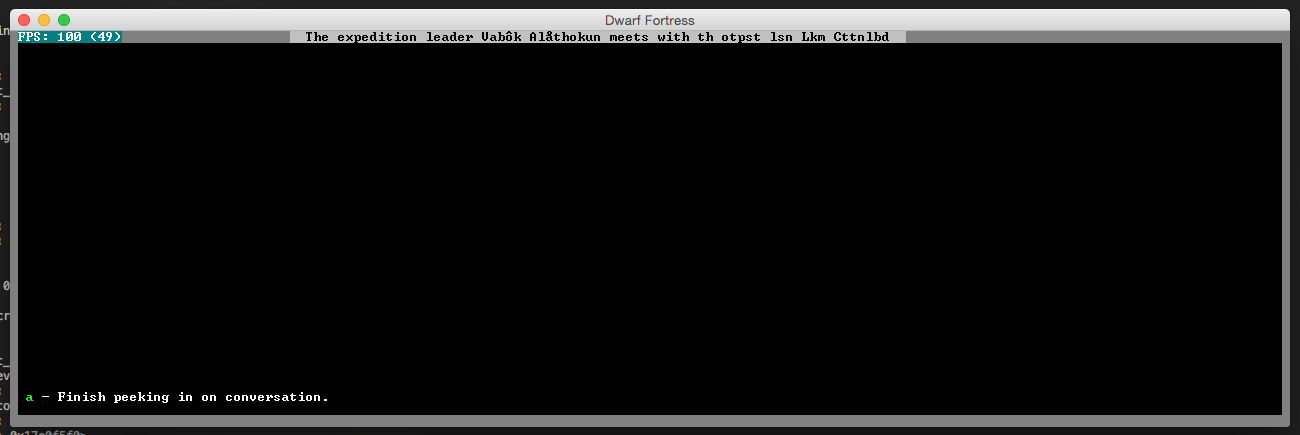 Dwarf Fortress
FPS: 100 (49)
The expedition leader Vabôk Alåthokun meets with th otpst lsn Lkm Cttnlbd
a - Finish peeking in on conversation.